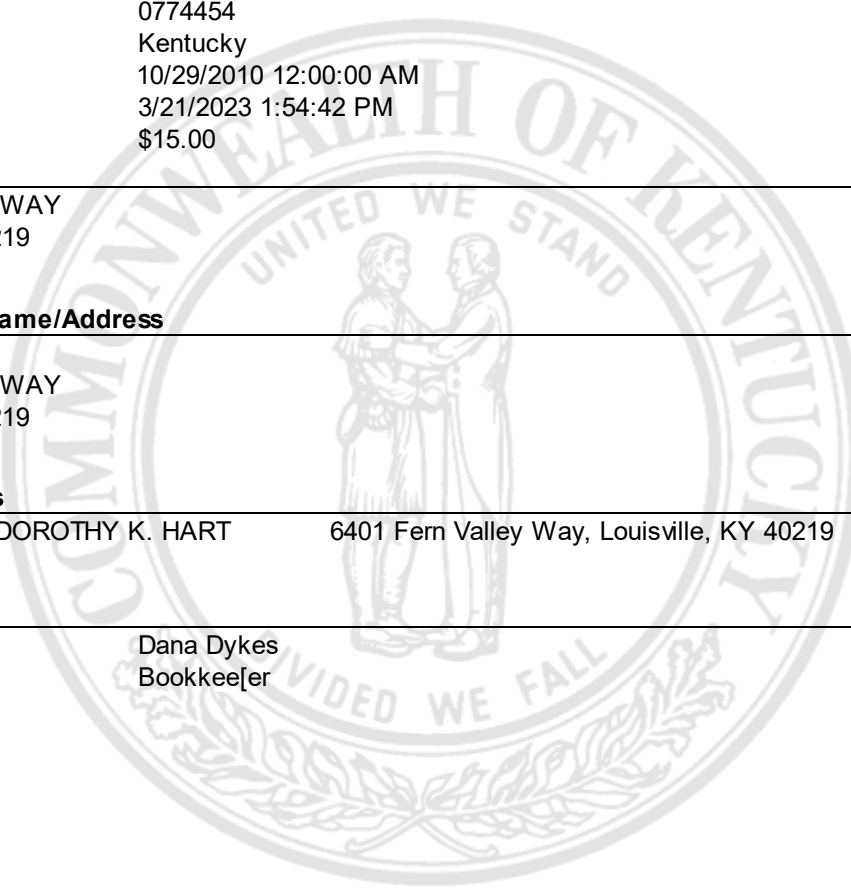 0774454
Kentucky
10/29/2010 12:00:00 AM
3/21/2023 1:54:42 PM
$15.00
WAY
219
ame/Address
WAY
219
s
DOROTHY K. HART 6401 Fern Valley Way, Louisville, KY 40219
Dana Dykes
Bookkee[er
COMMONWEALTH OF KENTUCKY
UNITED WE STAND
DIVIDED WE FALL